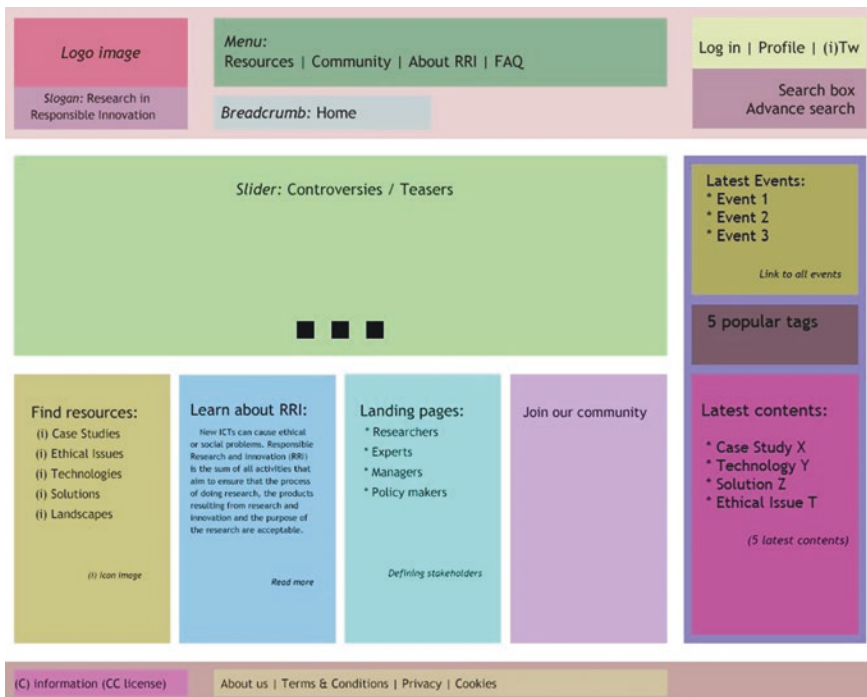 Logo image
Slogan: Research in
Responsible Innovation
Menu:
Resources | Community | About RRI | FAQ
Breadcrumb: Home
Log in | Profile | (i)Tw
Search box
Advance search
Slider: Controversies / Teasers
Latest Events:
* Event 1
* Event 2
* Event 3
Link to all events
5 popular tags
Find resources:
(i) Case Studies
(i) Ethical Issues
(i) Technologies
(i) Solutions
(i) Landscapes
(i) Icon image
Learn about RRI:
New ICTs can cause ethical
or social problems. Responsible
Research and Innovation (RRI)
is the sum of all activities that
aim to ensure that the process
of doing research, the products
resulting from research and
innovation and the purpose of
the research are acceptable.
Read more
Landing pages:
* Researchers
* Experts
* Managers
* Policy makers
Defining stakeholders
Join our community
Latest contents:
* Case Study X
* Technology Y
* Solution Z
* Ethical Issue T
(5 latest contents)
(C) information (CC license)
About us | Terms & Conditions | Privacy | Cookies